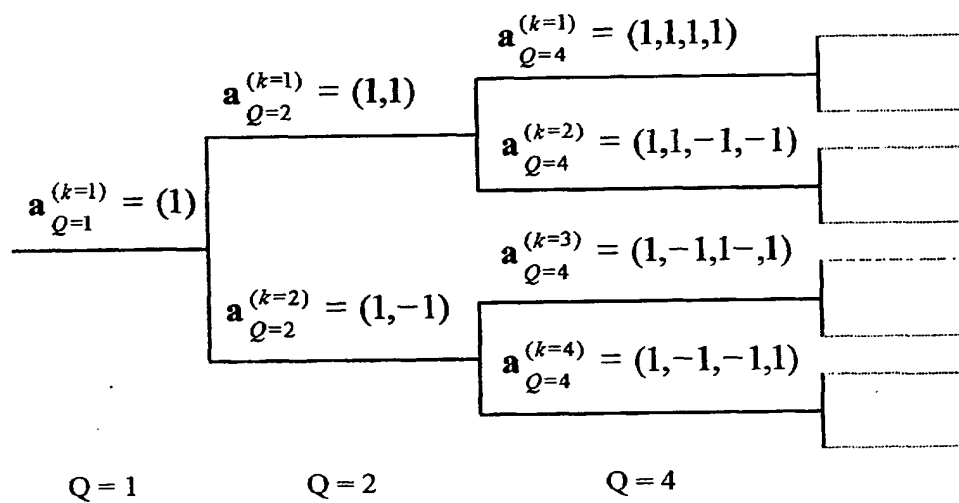 a_{Q=4}^{(k=1)} = (1,1,1,1)
a_{Q=2}^{(k=1)} = (1,1)
a_{Q=4}^{(k=2)} = (1,1,-1,-1)
a_{Q=1}^{(k=1)} = (1)
a_{Q=4}^{(k=3)} = (1,-1,1-,1)
a_{Q=2}^{(k=2)} = (1,-1)
a_{Q=4}^{(k=4)} = (1,-1,-1,1)
Q = 1 Q = 2 Q = 4